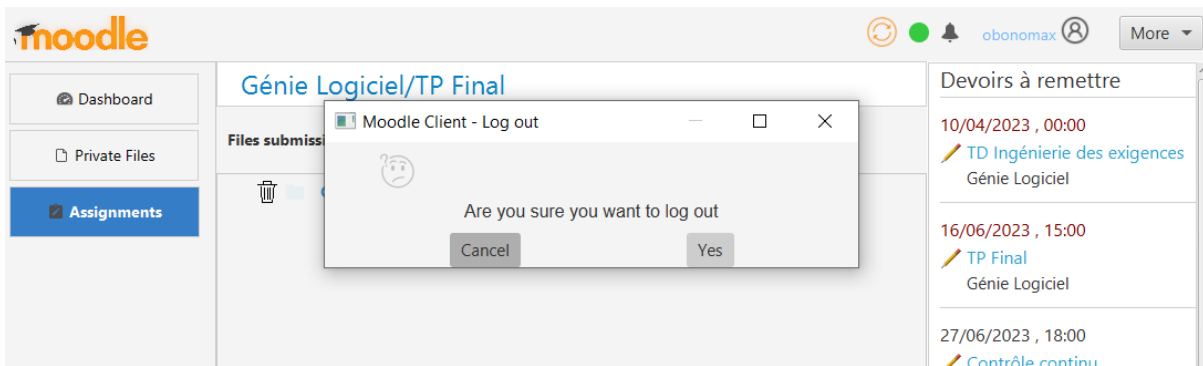 moodle
obonomax
More
Dashboard
Private Files
Assignments
Génie Logiciel/TP Final
Files submissi
Moodle Client - Log out
Are you sure you want to log out
Cancel
Yes
Devoirs à remettre
10/04/2023 , 00:00
TD Ingénierie des exigences
Génie Logiciel
16/06/2023 , 15:00
TP Final
Génie Logiciel
27/06/2023 , 18:00
Contrôle continu